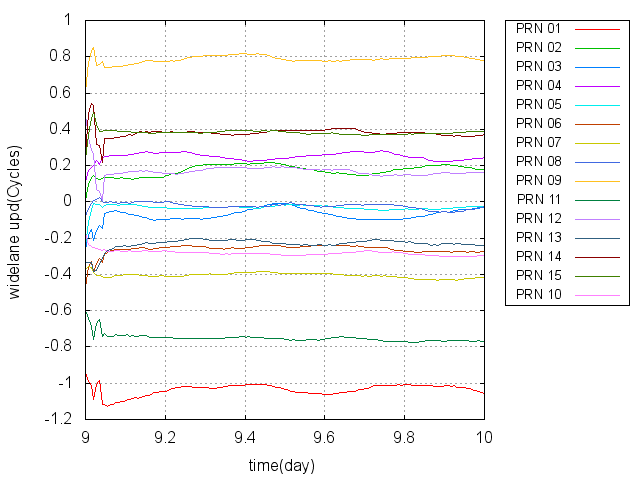 widelane upd(Cycles)
1
0.8
0.6
0.4
0.2
0
-0.2
-0.4
-0.6
-0.8
-1
-1.2
9
9.2
9.4
9.6
9.8
10
time(day)
PRN 01
PRN 02
PRN 03
PRN 04
PRN 05
PRN 06
PRN 07
PRN 08
PRN 09
PRN 11
PRN 12
PRN 13
PRN 14
PRN 15
PRN 10